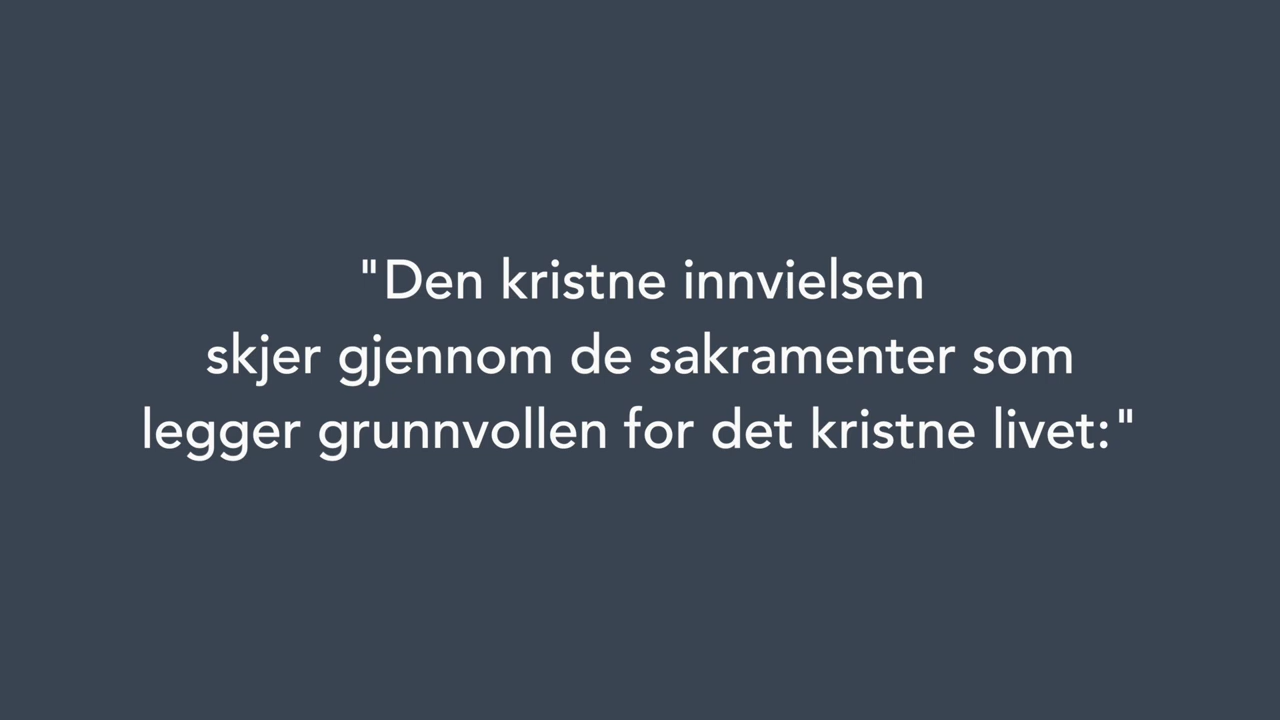 "Den kristne innvielsen
skjer gjennom de sakramenter som
legger grunnvollen for det kristne livet:"